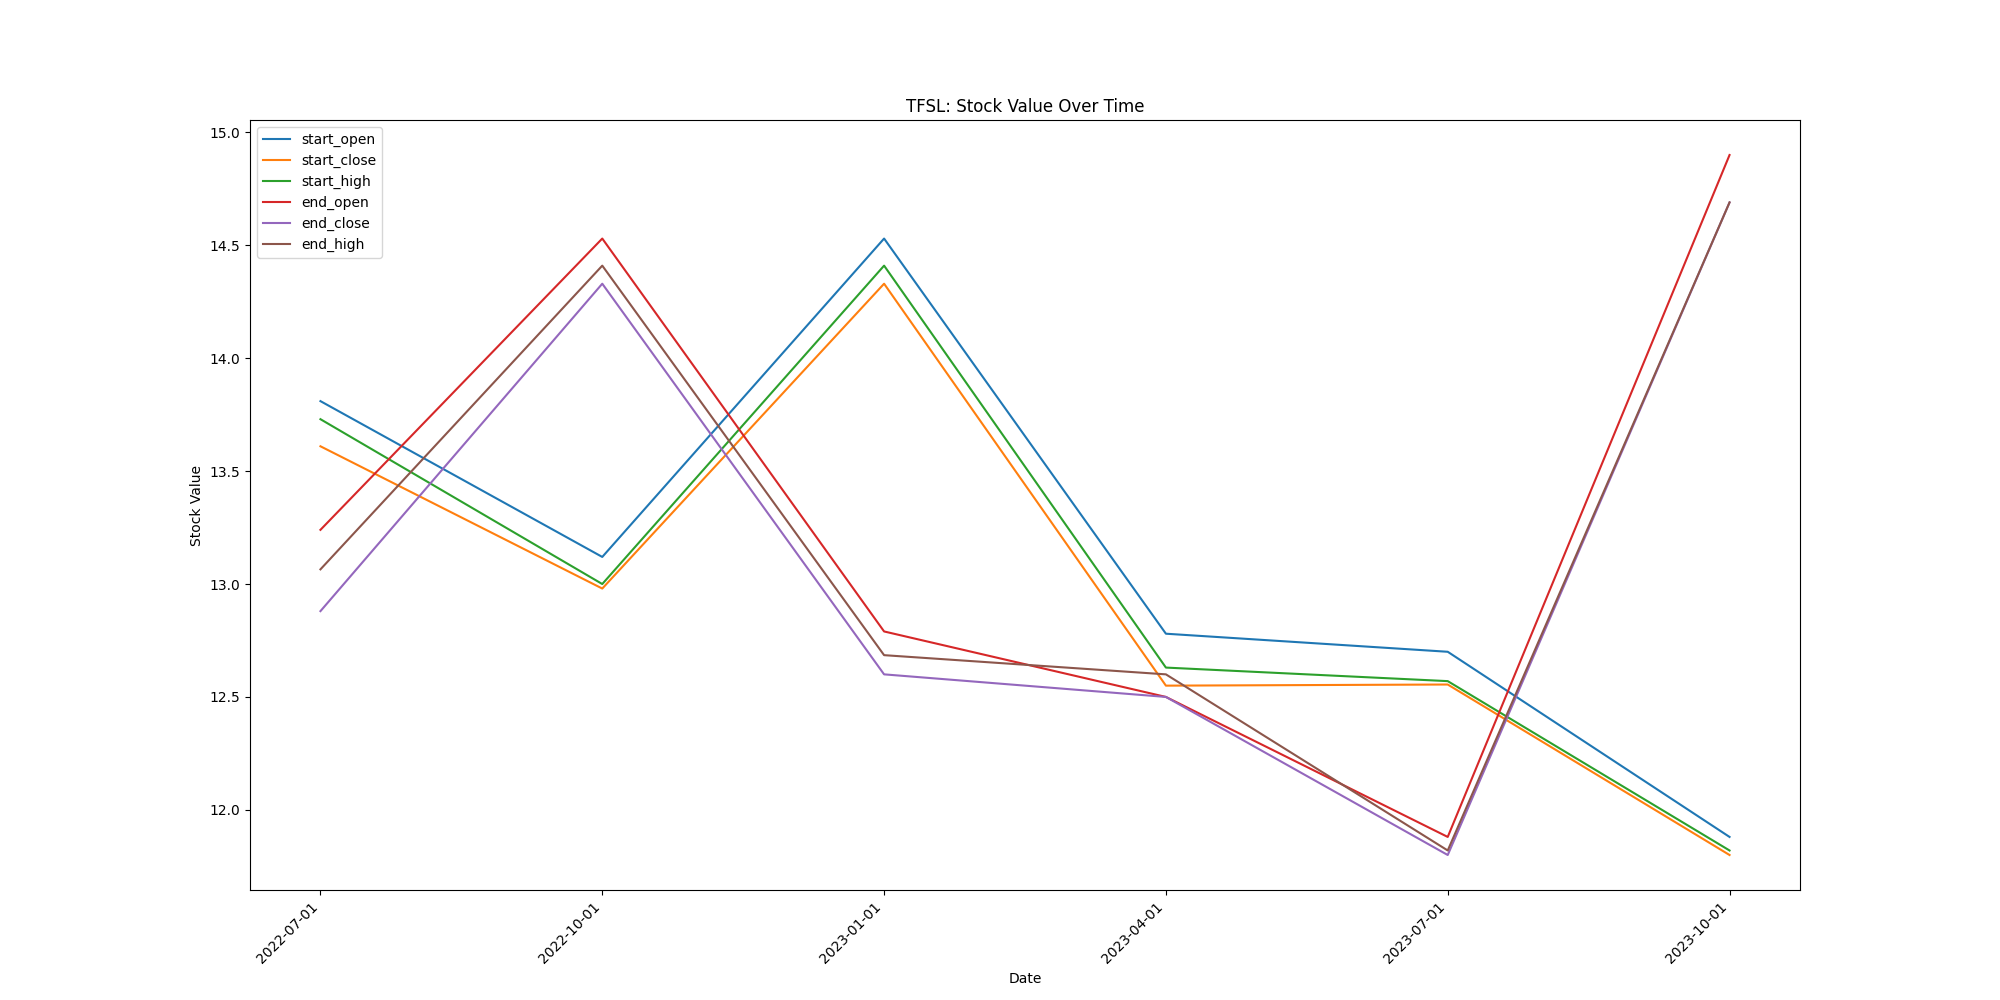 TFSL: Stock Value Over Time
start_open
start_close
start_high
end_open
end_close
end_high
Stock Value
15.0
14.5
14.0
13.5
13.0
12.5
12.0
2022-07-01
2022-10-01
2023-01-01
2023-04-01
2023-07-01
2023-10-01
Date